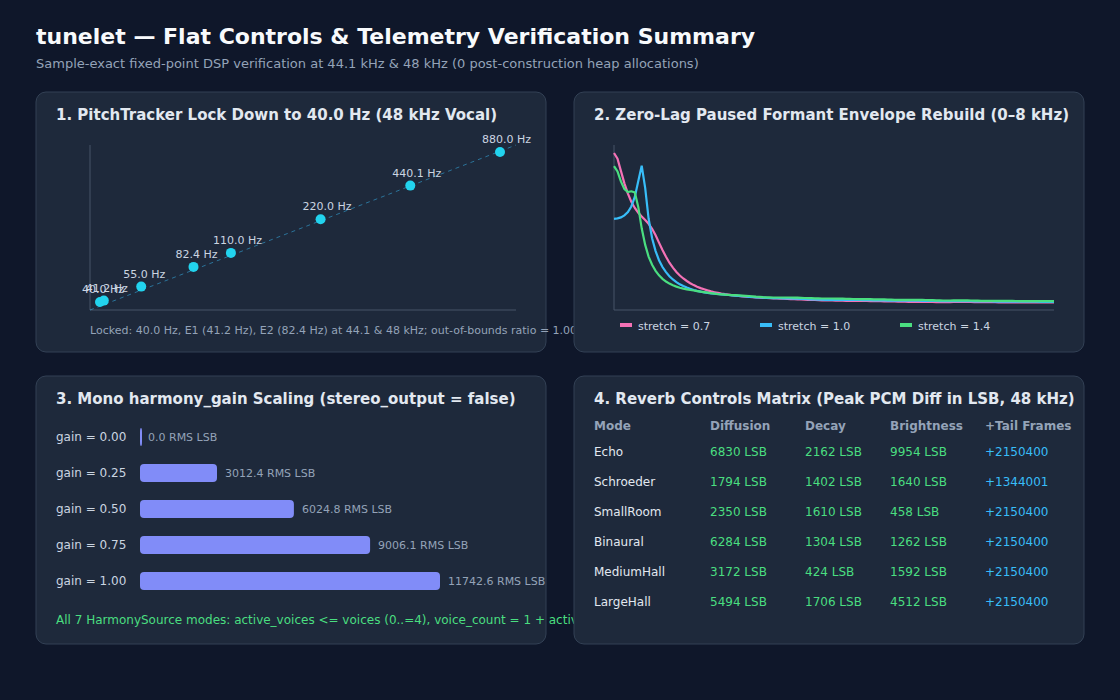 tunelet — Flat Controls & Telemetry Verification Summary
Sample-exact fixed-point DSP verification at 44.1 kHz & 48 kHz (0 post-construction heap allocations)
1. PitchTracker Lock Down to 40.0 Hz (48 kHz Vocal)
880.0 Hz
440.1 Hz
220.0 Hz
110.0 Hz
82.4 Hz
55.0 Hz
41.2 Hz
40.0 Hz
Locked: 40.0 Hz, E1 (41.2 Hz), E2 (82.4 Hz) at 44.1 & 48 kHz; out-of-bounds ratio = 1.00
2. Zero-Lag Paused Formant Envelope Rebuild (0–8 kHz)
stretch = 0.7 stretch = 1.0 stretch = 1.4
3. Mono harmony_gain Scaling (stereo_output = false)
gain = 0.00 0.0 RMS LSB
gain = 0.25 3012.4 RMS LSB
gain = 0.50 6024.8 RMS LSB
gain = 0.75 9006.1 RMS LSB
gain = 1.00 11742.6 RMS LSB
All 7 HarmonySource modes: active_voices <= voices (0..=4), voice_count = 1 + activ
4. Reverb Controls Matrix (Peak PCM Diff in LSB, 48 kHz)
Mode Diffusion Decay Brightness +Tail Frames
Echo 6830 LSB 2162 LSB 9954 LSB +2150400
Schroeder 1794 LSB 1402 LSB 1640 LSB +1344001
SmallRoom 2350 LSB 1610 LSB 458 LSB +2150400
Binaural 6284 LSB 1304 LSB 1262 LSB +2150400
MediumHall 3172 LSB 424 LSB 1592 LSB +2150400
LargeHall 5494 LSB 1706 LSB 4512 LSB +2150400